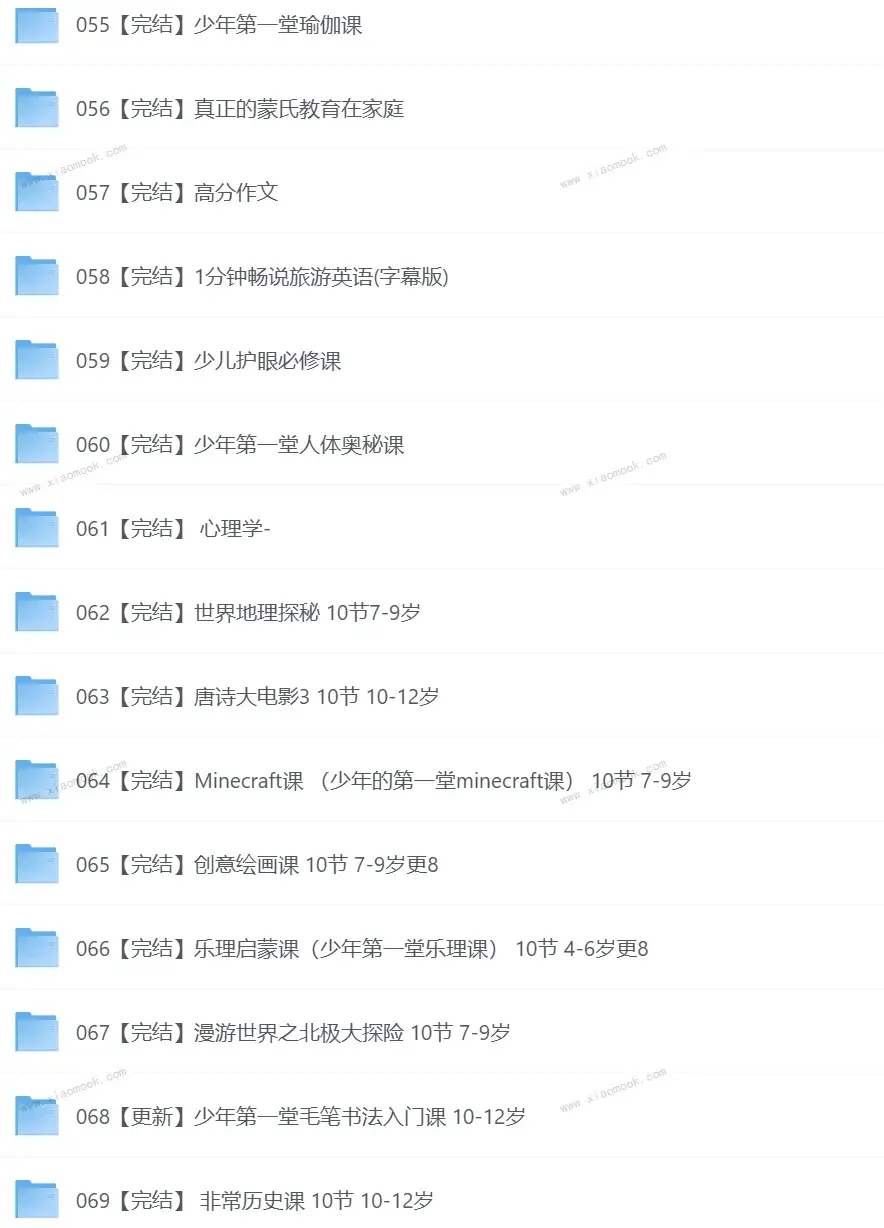 055【完结】少年第一堂瑜伽课
056【完结】真正的蒙氏教育在家庭
www.xiaomook.com
www.xiaomook.com
057【完结】高分作文
058【完结】1分钟畅说旅游英语(字幕版)
059【完结】少儿护眼必修课
060【完结】少年第一堂人体奥秘课
www.xiaomook.com
www.xiaomook.com
061【完结】 心理学-
062【完结】世界地理探秘 10节7-9岁
063【完结】唐诗大电影3 10节 10-12岁
064【完结】Minecraft课 （少年的第一堂minecraft课） 10节 7-9岁
www.xiaomook.com
www.xiaomook.com
065【完结】创意绘画课 10节 7-9岁更8
066【完结】乐理启蒙课（少年第一堂乐理课） 10节 4-6岁更8
067【完结】漫游世界之北极大探险 10节 7-9岁
www.xiaomook.com
www.xiaomook.com
068【更新】少年第一堂毛笔书法入门课 10-12岁
069【完结】 非常历史课 10节 10-12岁